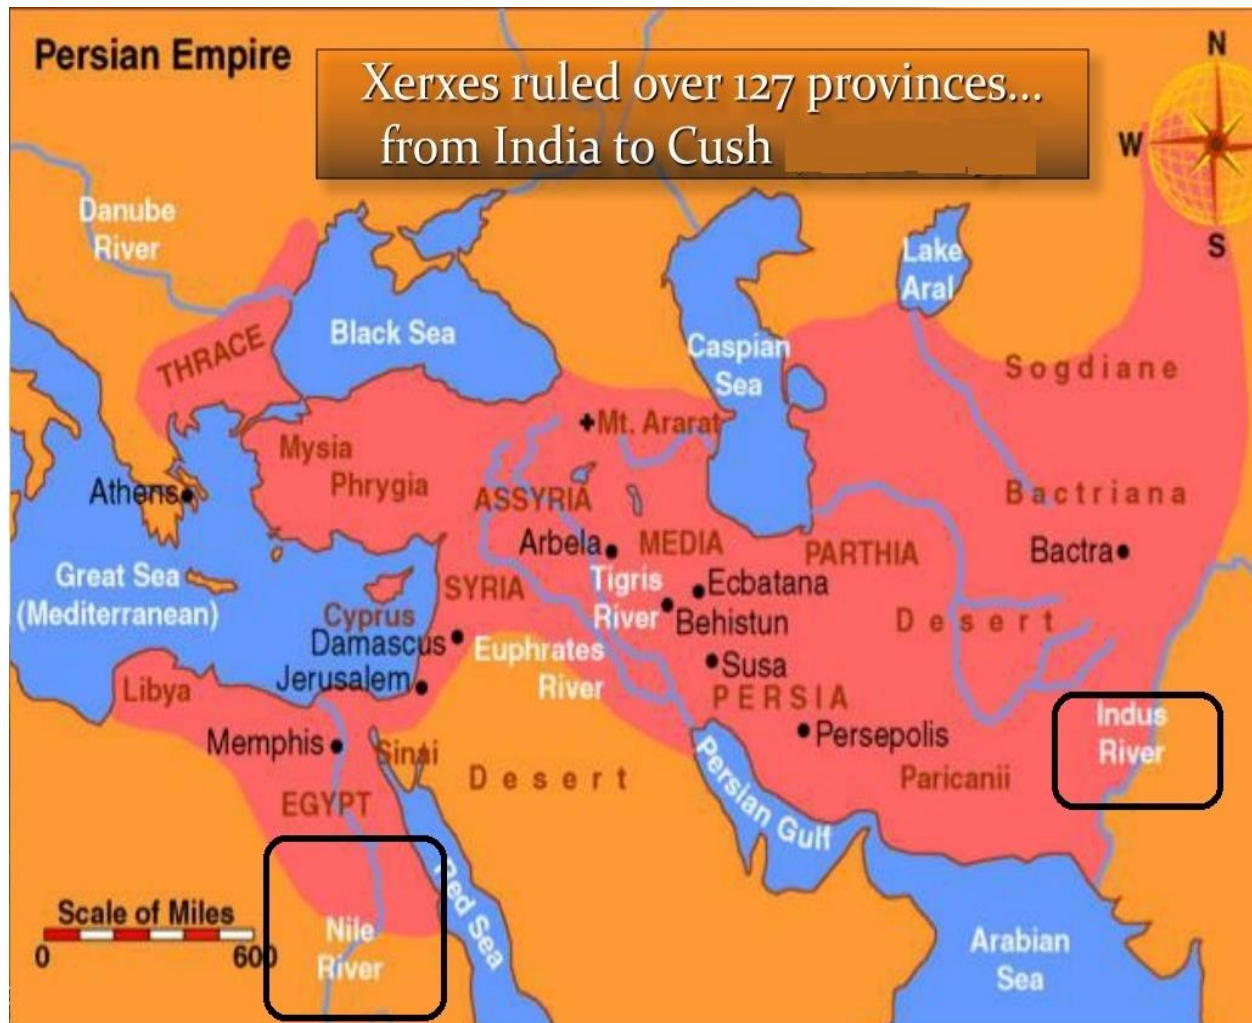 Persian Empire
Xerxes ruled over 127 provinces...
from India to Cush
N
W
S
Danube
River
Black Sea
Caspian
Sea
Lake
Aral
THRACE
Sogdiane
Mt. Ararat
Mysia
Phrygia
Athens
ASSYRIA
Bactriana
Arbela
MEDIA
PARTHIA
Bactra
Great Sea
(Mediterranean)
Cyprus
SYRIA
Tigris
River
Ecbatana
Behistun
Desert
Damascus
Jerusalem
Euphrates
River
Susa
PERSIA
Libya
Memphis
Sinai
Desert
Persepolis
Persian Gulf
Paricanii
Indus
River
EGYPT
Red Sea
Scale of Miles
0 600
Nile
River
Arabian
Sea